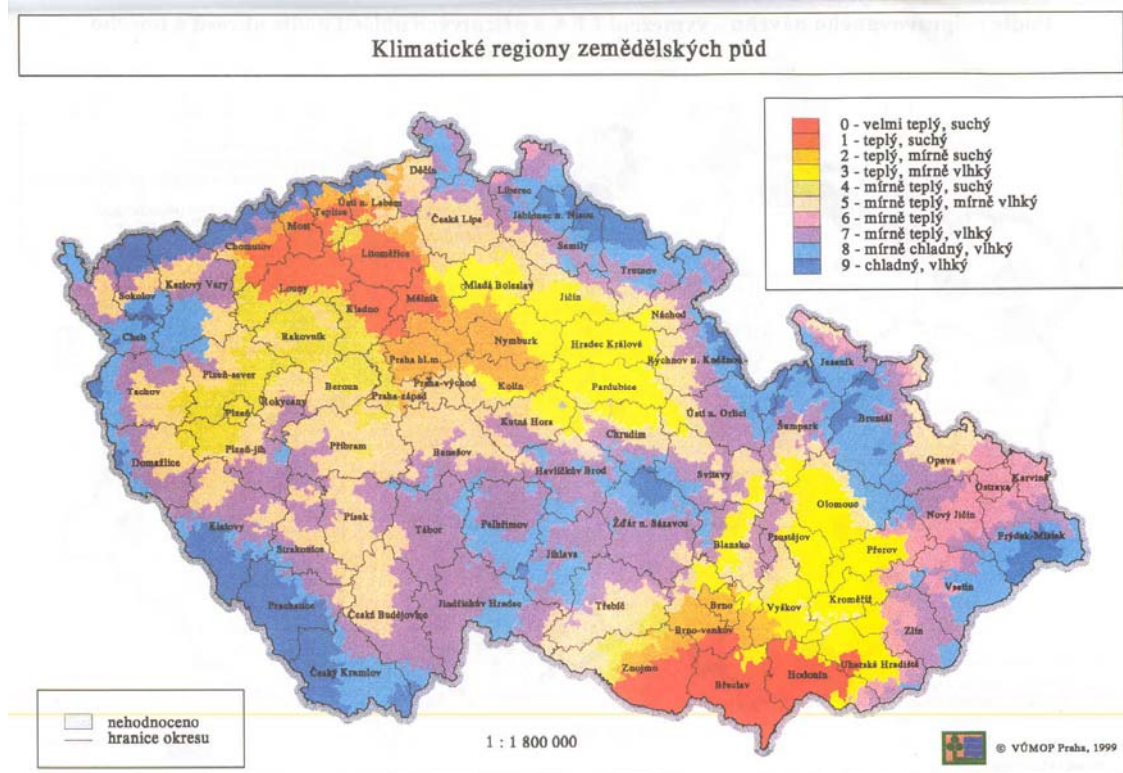 Klimatické regiony zemědělských půd
0 - velmi teplý, suchý
1 - teplý, suchý
2 - teplý, mírně suchý
3 - teplý, mírně vlhký
4 - mírně teplý, suchý
5 - mírně teplý, mírně vlhký
6 - mírně teplý
7 - mírně teplý, vlhký
8 - mírně chladný, vlhký
9 - chladný, vlhký
Děčín
Liberec
Ústí n. Labem
Teplice
Česká Lípa
Jablonec n. Nisou
Most
Chomutov
Litoměřice
Semily
Trutnov
Karlovy Vary
Sokolov
Louny
Mladá Boleslav
Jičín
Mělník
Kladno
Náchod
Cheb
Rakovník
Nymburk
Hradec Králové
Praha hl.m.
Rychnov n. Kněžnou
Jeseník
Plzeň-sever
Beroun
Praha-východ
Kolín
Pardubice
Tachov
Rokycany
Praha-západ
Plzeň
Kutná Hora
Ústí n. Orlicí
Šumpark
Bruntál
Chrudim
Domažlice
Plzeň-jih
Příbram
Benešov
Opava
Karviná
Havlíčkův Brod
Svitavy
Ostrava
Olomouc
Nový Jičín
Klatovy
Písek
Tábor
Pelhřimov
Žďár n. Sázavou
Frýdek-Místek
Strakonice
Jihlava
Blansko
Prostějov
Přerov
Vsetín
Prachatice
České Budějovice
Jindřichův Hradec
Třebíč
Brno
Vyškov
Kroměříž
Brno-venkov
Zlín
Český Krumlov
Znojmo
Břeclav
Hodonín
Uherské Hradiště
nehodnoceno
hranice okresu
1 : 1 800 000
© VÚMOP Praha, 1999